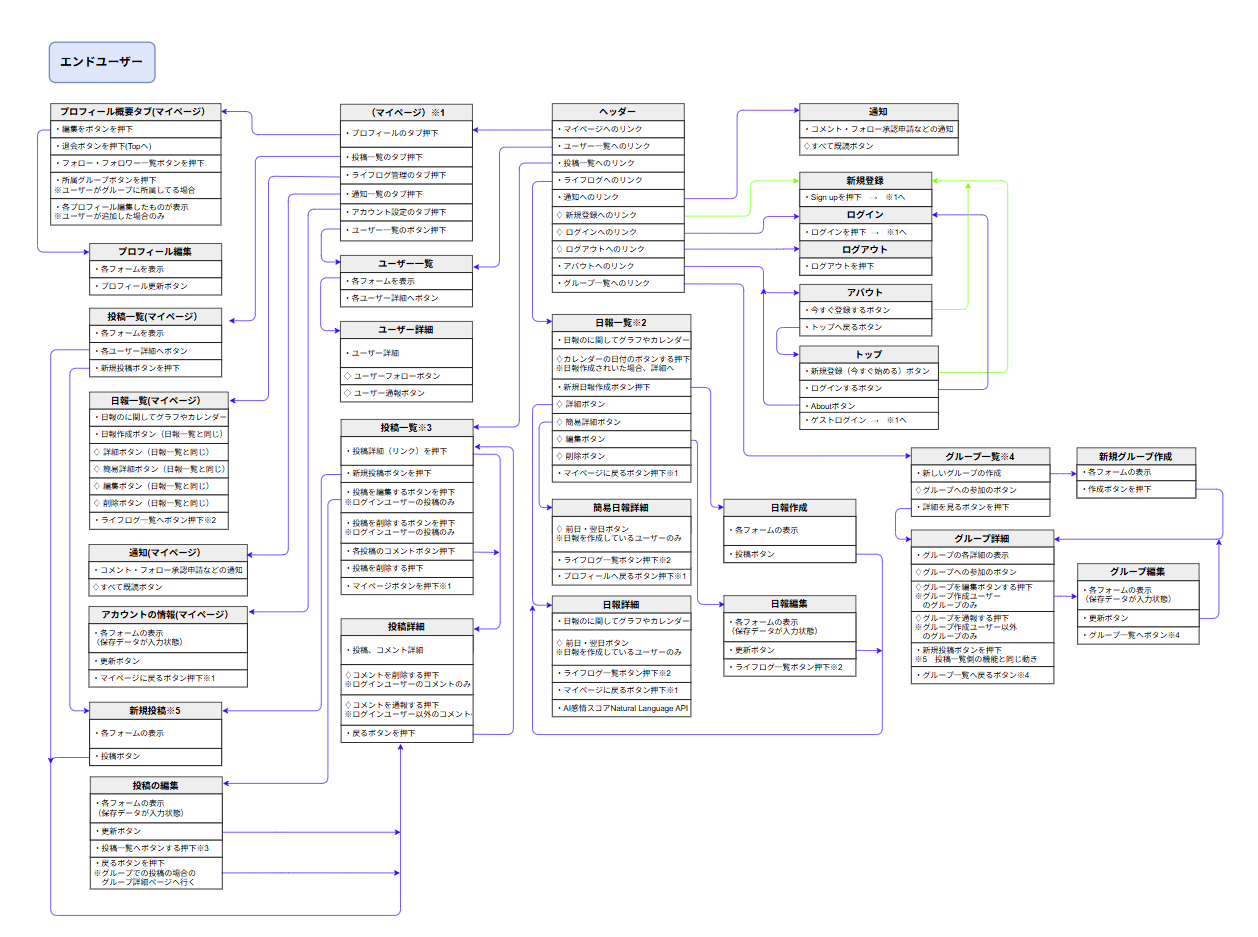 エンドユーザー
プロフィール概要タブ(マイページ）
・編集をボタンを押下
・退会ボタンを押下(Topへ)
・フォロー・フォロワー一覧ボタンを押下
・所属グループボタンを押下
※ユーザーがグループに所属してる場合
・各プロフィール編集したものが表示
※ユーザーが追加した場合のみ
プロフィール編集
・各フォームを表示
・プロフィール更新ボタン
投稿一覧(マイページ）
・各フォームを表示
・各ユーザー詳細へボタン
・新規投稿ボタンを押下
日報一覧(マイページ）
・日報のに関してグラフやカレンダー
・日報作成ボタン（日報一覧と同じ）
◇ 詳細ボタン（日報一覧と同じ）
◇ 簡易詳細ボタン（日報一覧と同じ）
◇ 編集ボタン（日報一覧と同じ）
◇ 削除ボタン（日報一覧と同じ）
・ライフログ一覧へボタン押下※2
通知(マイページ）
・コメント・フォロー承認申請などの通知
◇すべて既読ボタン
アカウントの情報(マイページ）
・各フォームの表示
（保存データが入力状態）
・更新ボタン
・マイページに戻るボタン押下※1
新規投稿※5
・各フォームの表示
・投稿ボタン
投稿の編集
・各フォームの表示
（保存データが入力状態）
・更新ボタン
・投稿一覧へボタンする押下※3
・戻るボタンを押下
※グループでの投稿の場合の
グループ詳細ページへ行く
（マイページ）※1
・プロフィールのタブ押下
・投稿一覧のタブ押下
・ライフログ管理のタブ押下
・通知一覧のタブ押下
・アカウント設定のタブ押下
・ユーザー一覧のボタン押下
ユーザー一覧
・各フォームを表示
・各ユーザー詳細へボタン
ユーザー詳細
・ユーザー詳細
◇ ユーザーフォローボタン
◇ ユーザー通報ボタン
投稿一覧※3
・投稿詳細（リンク）を押下
・新規投稿ボタンを押下
・投稿を編集するボタンを押下
※ログインユーザーの投稿のみ
・投稿を削除するボタンを押下
※ログインユーザーの投稿のみ
・各投稿のコメントボタン押下
・投稿を削除する押下
・マイページボタンを押下※1
投稿詳細
・投稿、コメント詳細
◇コメントを削除する押下
※ログインユーザーのコメントのみ
◇コメントを通報する押下
※ログインユーザー以外のコメント
・戻るボタンを押下
ヘッダー
・マイページへのリンク
・ユーザー一覧へのリンク
・投稿一覧へのリンク
・ライフログへのリンク
・通知へのリンク
◇ 新規登録へのリンク
◇ ログインへのリンク
◇ ログアウトへのリンク
・アバウトへのリンク
・グループ一覧へのリンク
日報一覧※2
・日報のに関してグラフやカレンダー
◇カレンダーの日付のボタンする押下
※日報作成されいた場合、詳細へ
・新規日報作成ボタン押下
◇ 詳細ボタン
◇ 簡易ボタン
◇ 編集ボタン
◇ 削除ボタン
・マイページに戻るボタン押下※1
簡易日報詳細
◇ 前日・翌日ボタン
※日報を作成しているユーザーのみ
・ライフログ一覧ボタン押下※2
・プロフィールへ戻るボタン押下※1
日報詳細
・日報のに関してグラフやカレンダー
◇ 前日・翌日ボタン
※日報を作成しているユーザーのみ
・ライフログ一覧ボタン押下※2
・マイページに戻るボタン押下※1
・AI感情スコアNatural Language API
日報作成
・各フォームの表示
・投稿ボタン
日報編集
・各フォームの表示
（保存データが入力状態）
・更新ボタン
・ライフログ一覧ボタン押下※2
通知
・コメント・フォロー承認申請などの通知
◇すべて既読ボタン
新規登録
・Sign upを押下 → ※1へ
ログイン
・ログインを押下 → ※1へ
ログアウト
・ログアウトを押下
アバウト
・今すぐ登録するボタン
・トップへ戻るボタン
トップ
・新規登録（今すぐ始める）ボタン
・ログインするボタン
・Aboutボタン
・ゲストログイン → ※1へ
グループ一覧※4
・新しいグループの作成
◇グループへの参加のボタン
・詳細を見るボタンを押下
グループ詳細
・グループの各詳細の表示
◇グループへの参加のボタン
◇グループを編集ボタンする押下
※グループ作成ユーザー
のグループのみ
◇グループを通報する押下
※グループ作成ユーザー以外
のグループのみ
・新規投稿ボタンを押下
※5 投稿一覧側の機能と同じ動き
・グループ一覧へ戻るボタン※4
新規グループ作成
・各フォームの表示
・作成ボタンを押下
グループ編集
・各フォームの表示
（保存データが入力状態）
・更新ボタン
・グループ一覧へボタン※4